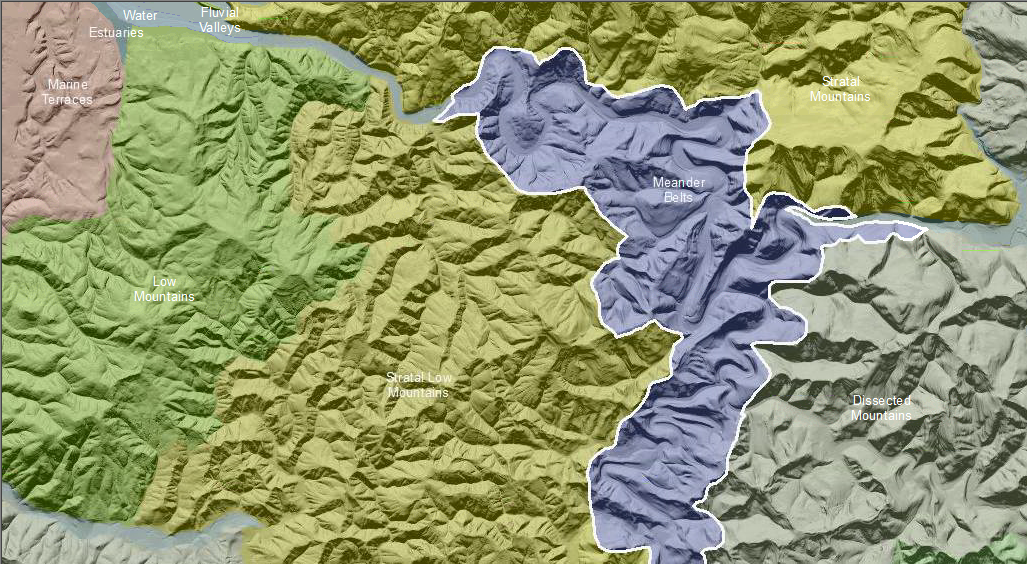 Water
Estuaries
Fluvial
Valleys
Marine
Terraces
Stratal
Mountains
Meander
Belts
Low
Mountains
Stratal Low
Mountains
Dissected
Mountains